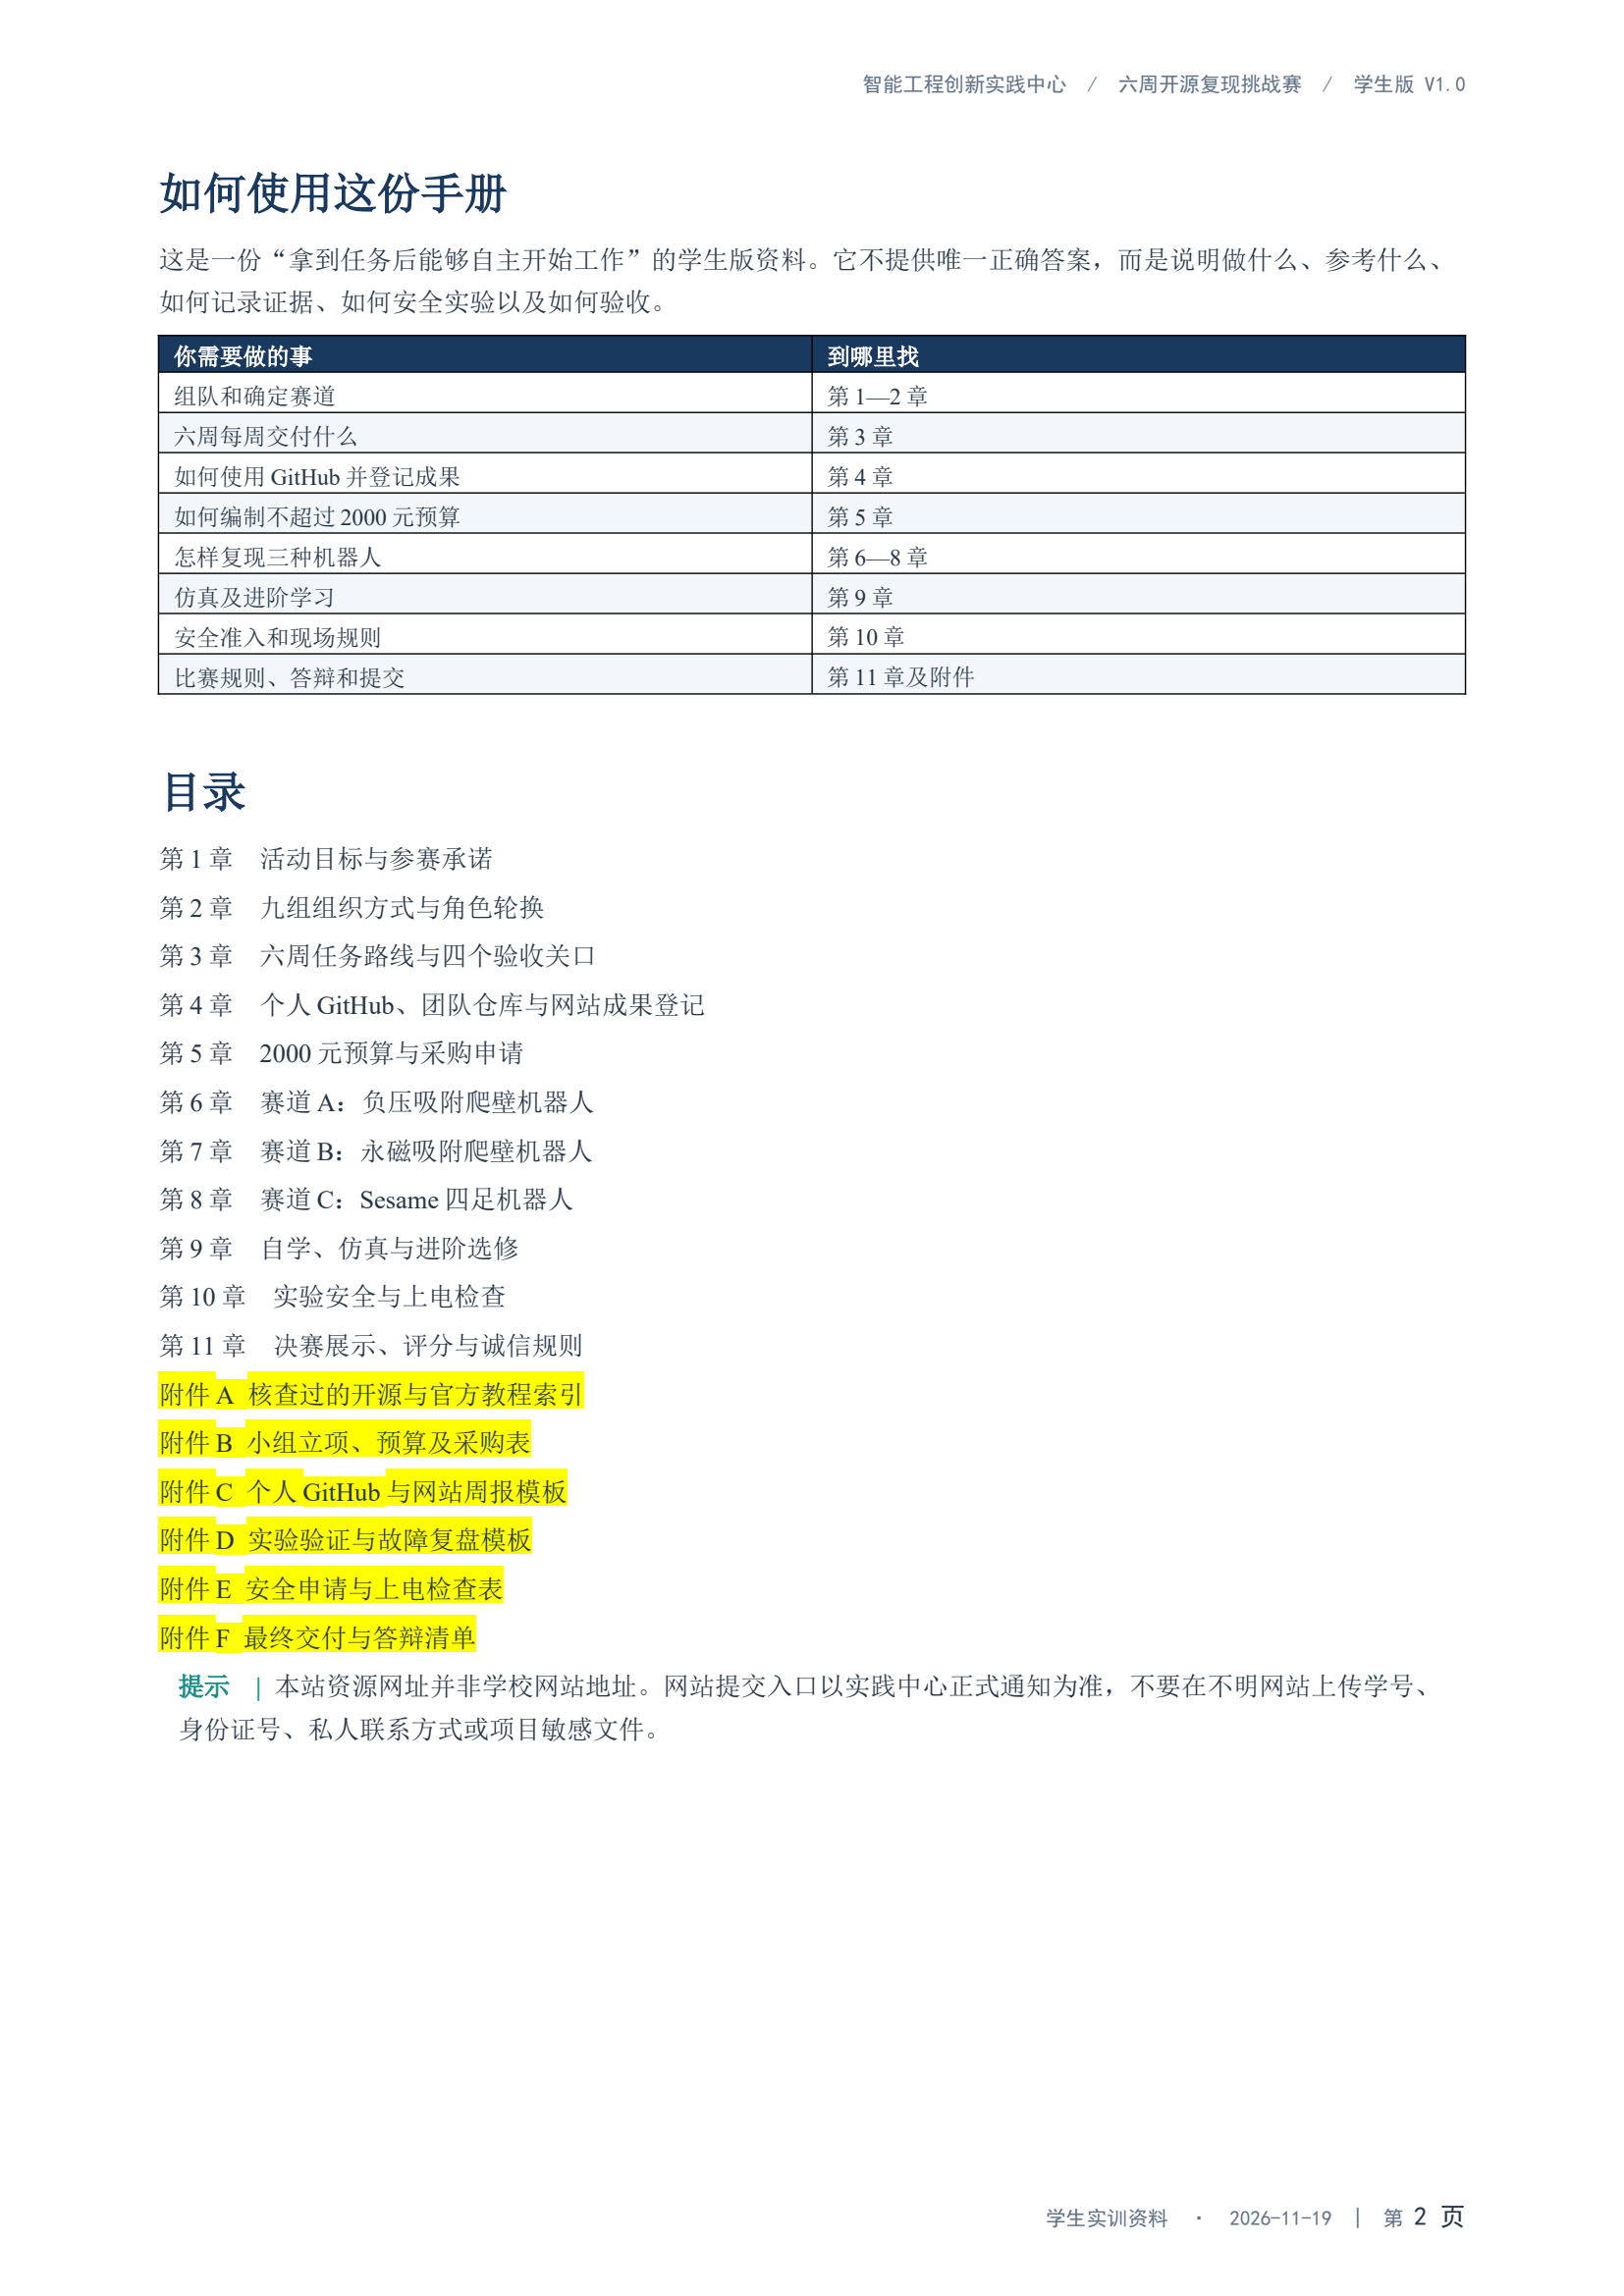 智能工程创新实践中心 / 六周开源复现挑战赛 / 学生版 V1.0
如何使用这份手册
这是一份“拿到任务后能够自主开始工作”的学生版资料。它不提供唯一正确答案，而是说明做什么、参考什么、
如何记录证据、如何安全实验以及如何验收。
你需要做的事 到哪里找
组队和确定赛道 第 1—2 章
六周每周交付什么 第 3 章
如何使用 GitHub 并登记成果 第 4 章
如何编制不超过 2000 元预算 第 5 章
怎样复现三种机器人 第 6—8 章
仿真及进阶学习 第 9 章
安全准入和现场规则 第 10 章
比赛规则、答辩和提交 第 11 章及附件
目录
第 1 章 活动目标与参赛承诺
第 2 章 九组组织方式与角色轮换
第 3 章 六周任务路线与四个验收关口
第 4 章 个人 GitHub、团队仓库与网站成果登记
第 5 章 2000 元预算与采购申请
第 6 章 赛道 A：负压吸附爬壁机器人
第 7 章 赛道 B：永磁吸附爬壁机器人
第 8 章 赛道 C：Sesame 四足机器人
第 9 章 自学、仿真与进阶选修
第 10 章 实验安全与上电检查
第 11 章 决赛展示、评分与诚信规则
附件 A 核查过的开源与官方教程索引
附件 B 小组立项、预算及采购表
附件 C 个人 GitHub 与网站周报模板
附件 D 实验验证与故障复盘模板
附件 E 安全申请与上电检查表
附件 F 最终交付与答辩清单
提示 | 本站资源网址并非学校网站地址。网站提交入口以实践中心正式通知为准，不要在不明网站上传学号、
身份证号、私人联系方式或项目敏感文件。
学生实训资料 · 2026-11-19 | 第 2 页